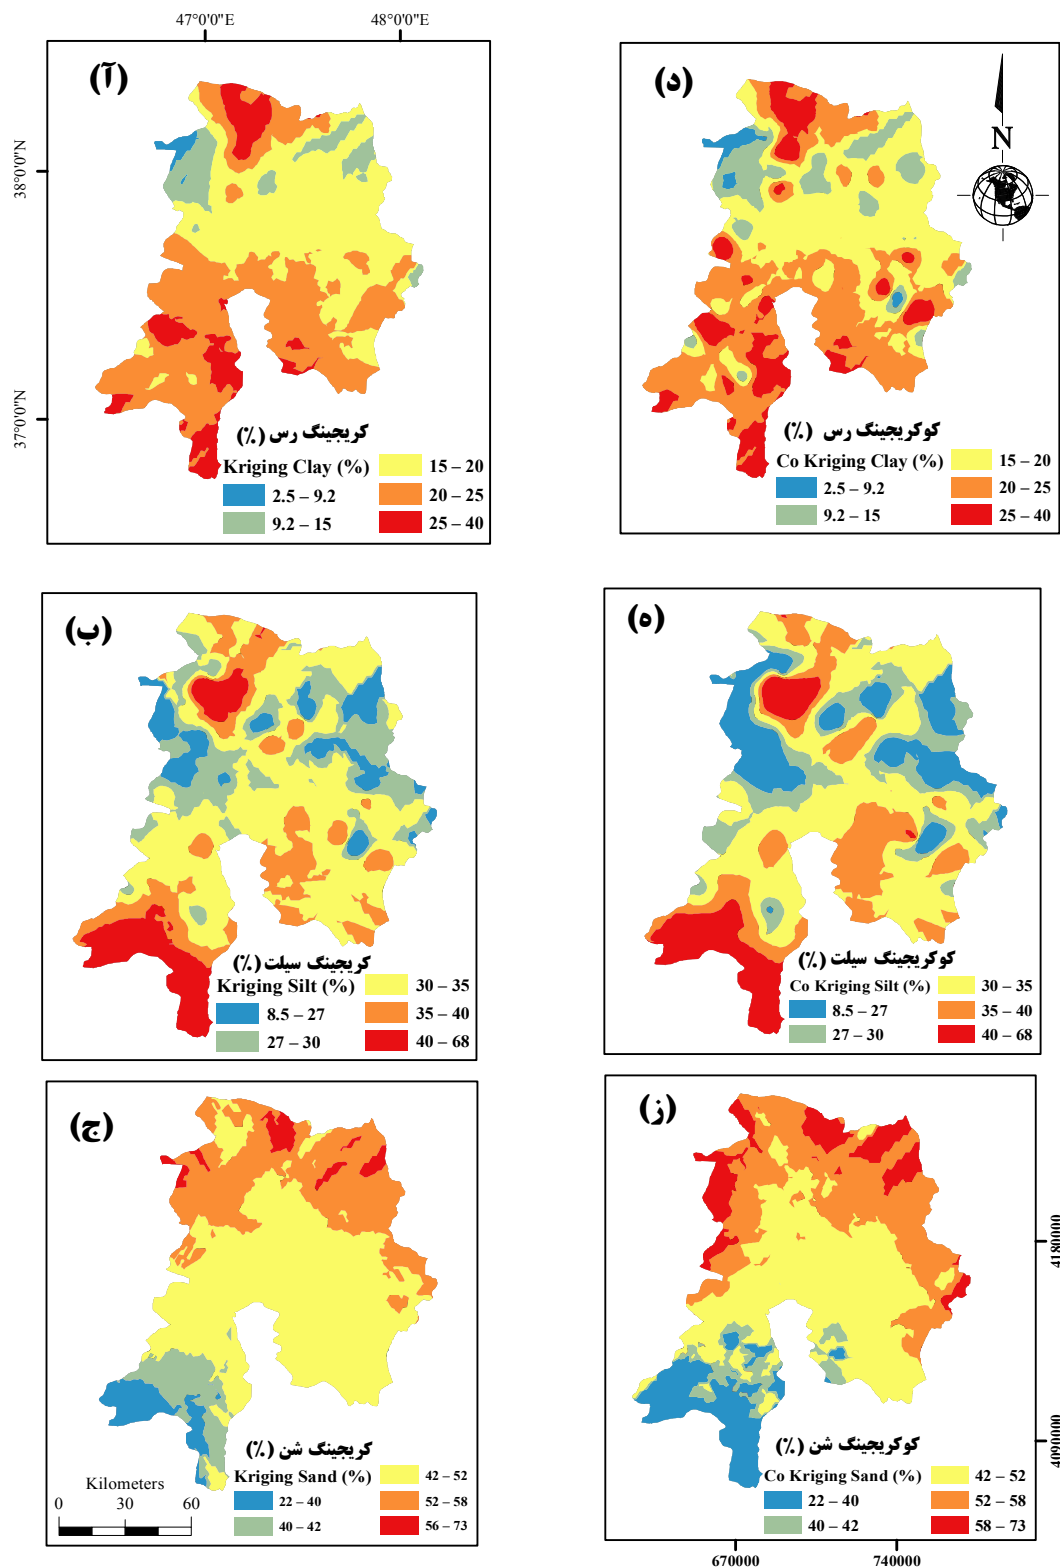 47°0'0"E 48°0'0"E
38°0'0"N
37°0'0"N
(آ)
کریجینگ رس (%)
Kriging Clay (%)
2.5 – 9.2
9.2 – 15
15 – 20
20 – 25
25 – 40
(د)
N
کوکریجینگ رس (%)
Co Kriging Clay (%)
2.5 – 9.2
9.2 – 15
15 – 20
20 – 25
25 – 40
(ب)
کریجینگ سیلت (%)
Kriging Silt (%)
8.5 – 27
27 – 30
30 – 35
35 – 40
40 – 68
(ه)
کوکریجینگ سیلت (%)
Co Kriging Silt (%)
8.5 – 27
27 – 30
30 – 35
35 – 40
40 – 68
(ج)
کریجینگ شن (%)
Kriging Sand (%)
22 – 40
40 – 42
42 – 52
52 – 58
56 – 73
Kilometers
0 30 60
(ز)
کوکریجینگ شن (%)
Co Kriging Sand (%)
22 – 40
40 – 42
42 – 52
52 – 58
58 – 73
4180000
4090000
670000 740000